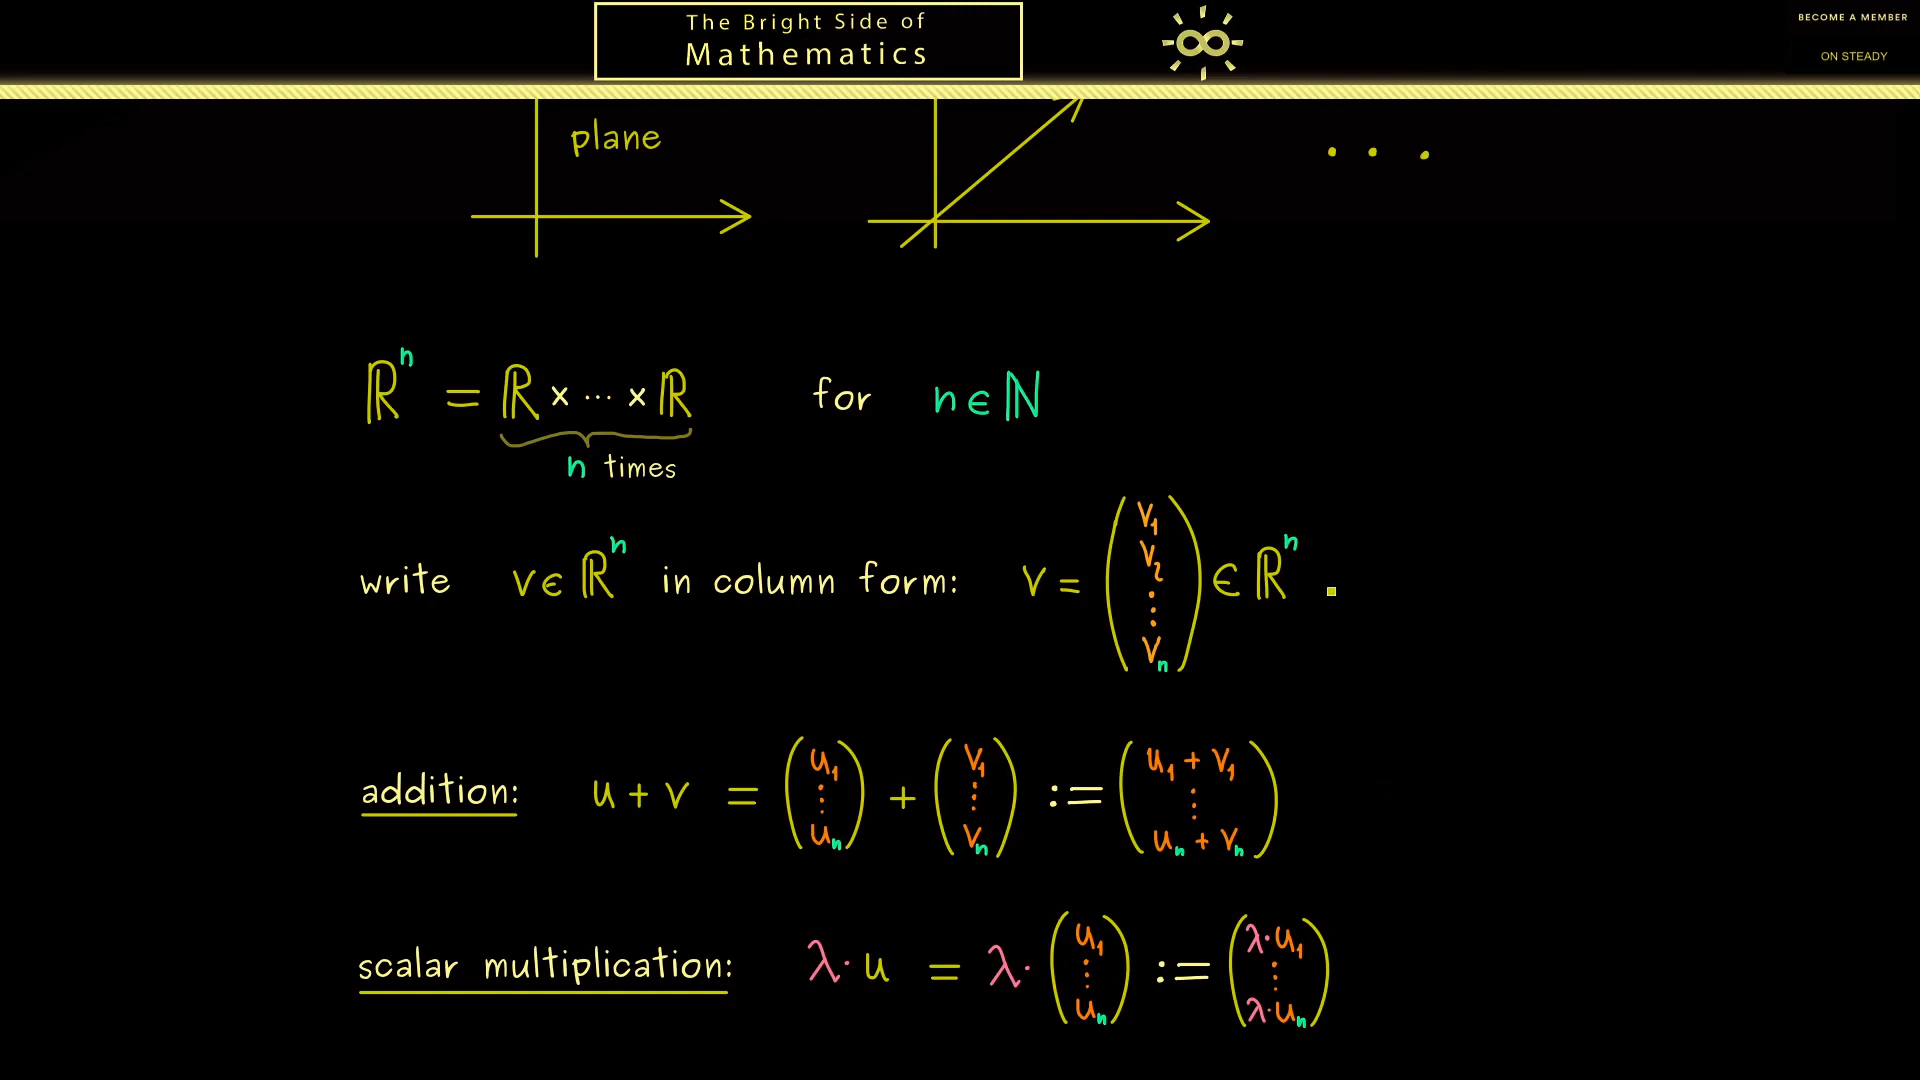 The Bright Side of
Mathematics
BECOME A MEMBER
ON STEADY
plane
...
ℝⁿ = ℝ × ⋯ × ℝ for n ∈ ℕ
n times
write v ∈ ℝⁿ in column form: v = (v₁ v₂ ⋮ vₙ) ∈ ℝⁿ .
addition: u + v = (u₁ ⋮ uₙ) + (v₁ ⋮ vₙ) := (u₁ + v₁ ⋮ uₙ + vₙ)
scalar multiplication: λ · u = λ · (u₁ ⋮ uₙ) := (λ · u₁ ⋮ λ · uₙ)